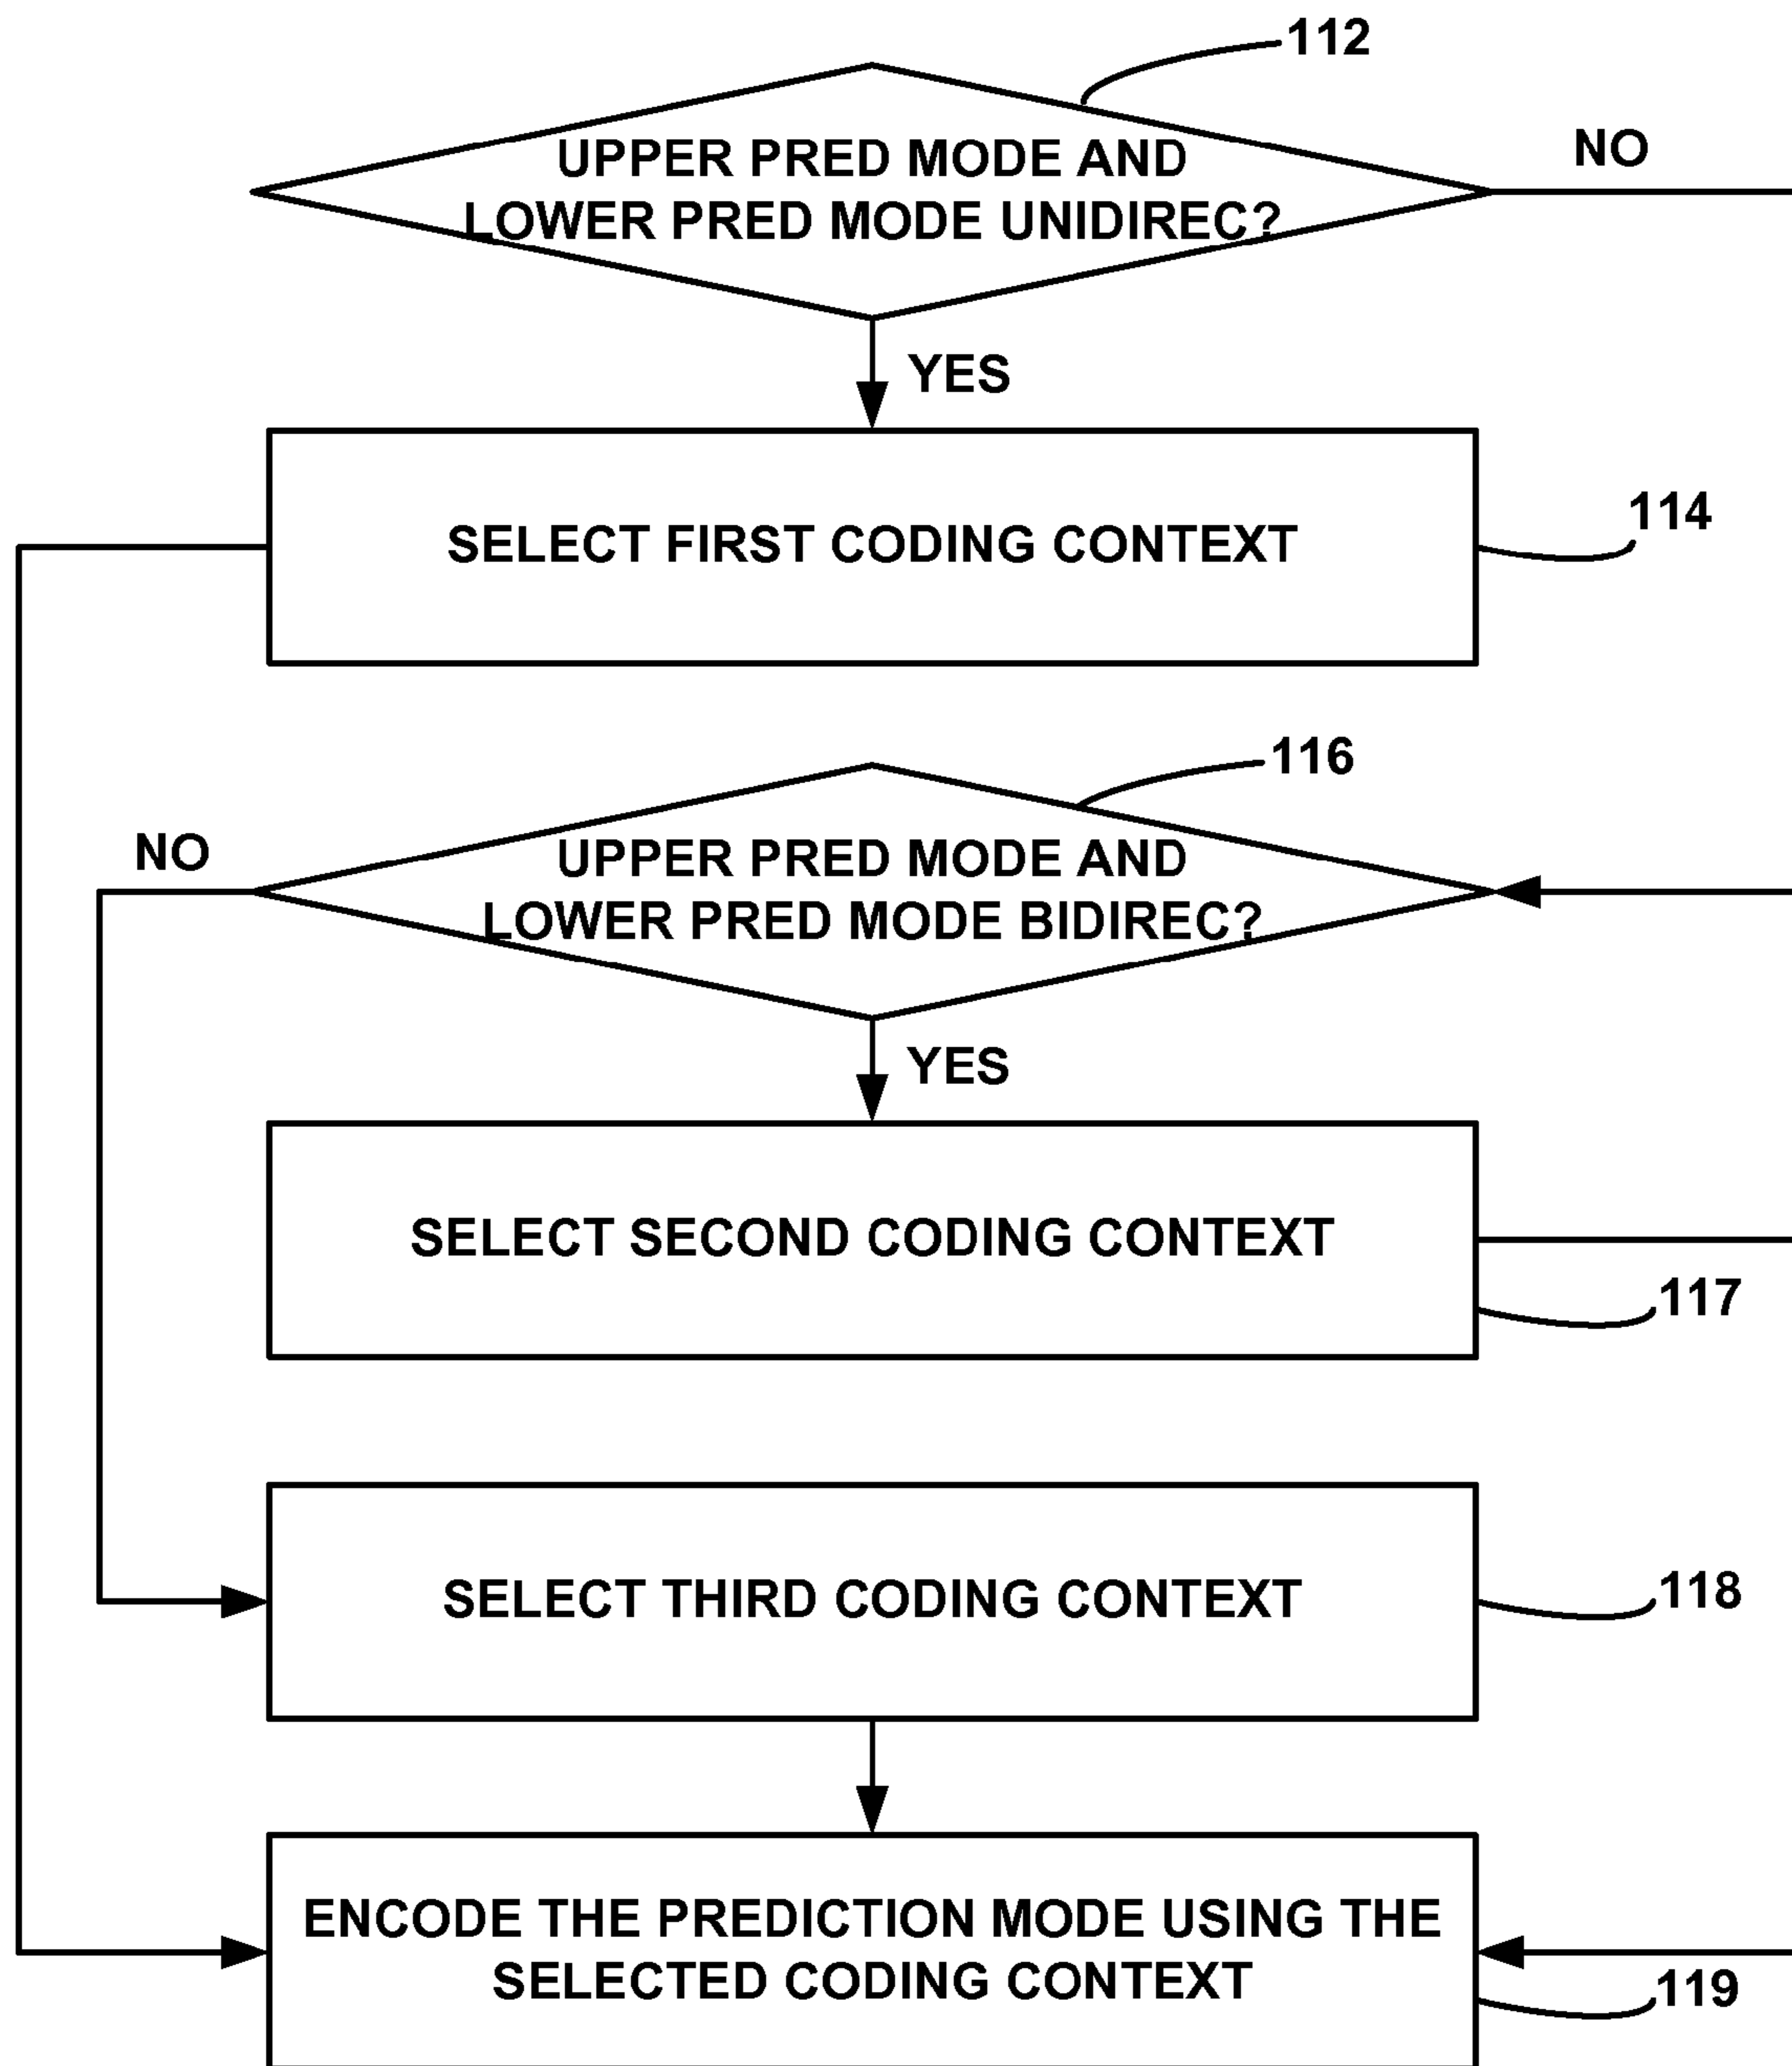 112
UPPER PRED MODE AND
LOWER PRED MODE UNIDIREC?
NO
YES
SELECT FIRST CODING CONTEXT
114
116
NO
UPPER PRED MODE AND
LOWER PRED MODE BIDIREC?
YES
SELECT SECOND CODING CONTEXT
117
SELECT THIRD CODING CONTEXT
118
ENCODE THE PREDICTION MODE USING THE
SELECTED CODING CONTEXT
119